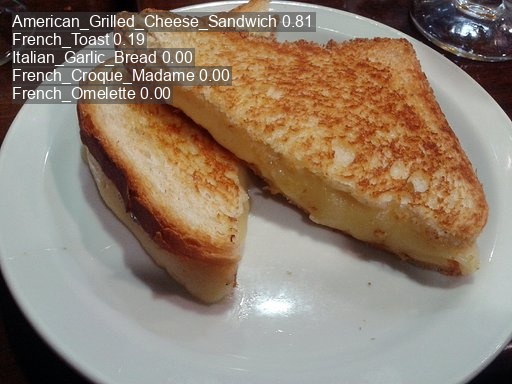 American_Grilled_Cheese_Sandwich 0.81
French_Toast 0.19
Italian_Garlic_Bread 0.00
French_Croque_Madame 0.00
French_Omelette 0.00